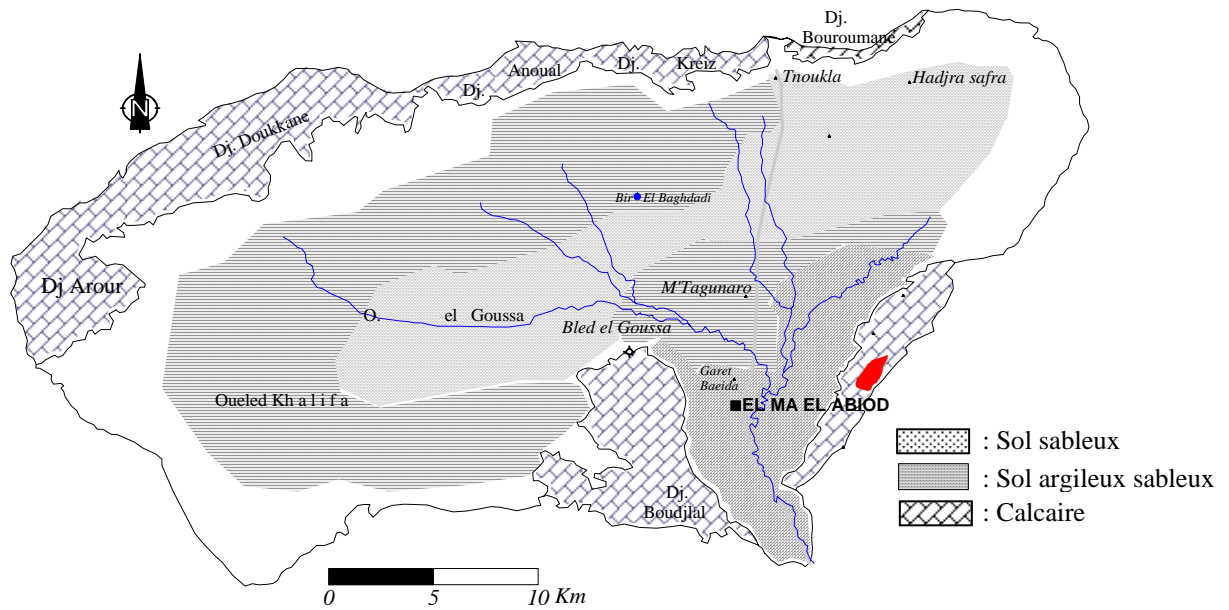 Dj.
Bouroumane
Anoual
Dj.
Kreiz
Dj.
Tnoukla
Hadjra safra
N
Dj. Doukkane
Bir El Baghdadi
Dj Arour
M'Tagunaro
O. el Goussa
Bled el Goussa
Garet
Baeida
Oueled Kh a l i f a
EL MA EL ABIOD
: Sol sableux
: Sol argileux sableux
Dj.
Boudjlal
: Calcaire
0 5 10 Km